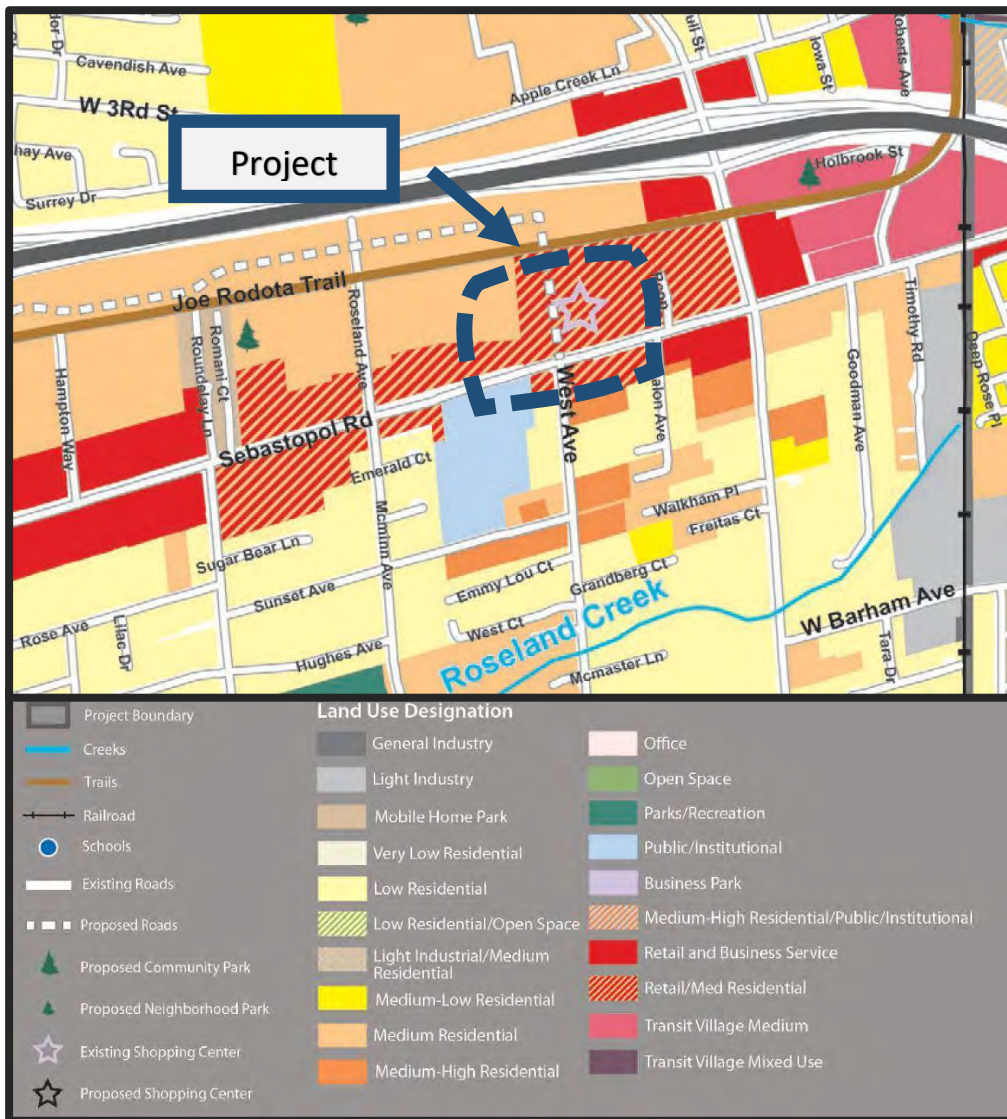 Cavendish Ave
W 3Rd St
Surrey Dr
Apple Creek Ln
Iowa St
Roberts Ave
Holbrook St
Project
Joe Rodota Trail
Roseland Ave
Romani Ct
Roundelay Ln
Hampton Way
Sebastopol Rd
West Ave
Timothy Rd
Goodman Ave
Deep Rose Pl
Emerald Ct
Mcminn Ave
Walkham Pl
Freitas Ct
Sugar Bear Ln
Sunset Ave
Emmy Lou Ct
Grandberg Ct
Rose Ave
Lilac Dr
West Ct
Hughes Ave
Roseland Creek
Mcmaster Ln
W Barham Ave
Tara Dr
Project Boundary
Creeks
Trails
Railroad
Schools
Existing Roads
Proposed Roads
Proposed Community Park
Proposed Neighborhood Park
Existing Shopping Center
Proposed Shopping Center
Land Use Designation
General Industry
Light Industry
Mobile Home Park
Very Low Residential
Low Residential
Low Residential/Open Space
Light Industrial/Medium
Residential
Medium-Low Residential
Medium Residential
Medium-High Residential
Office
Open Space
Parks/Recreation
Public/Institutional
Business Park
Medium-High Residential/Public/Institutional
Retail and Business Service
Retail/Med Residential
Transit Village Medium
Transit Village Mixed Use